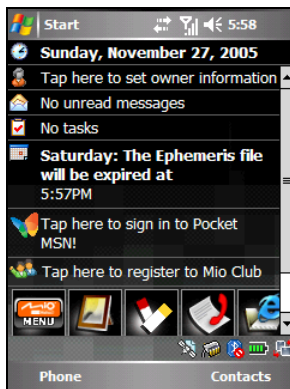 Start 5:58
Sunday, November 27, 2005
Tap here to set owner information
No unread messages
No tasks
Saturday: The Ephemeris file
will be expired at
5:57PM
Tap here to sign in to Pocket
MSN!
Tap here to register to Mio Club
Mio
MENU
Phone Contacts